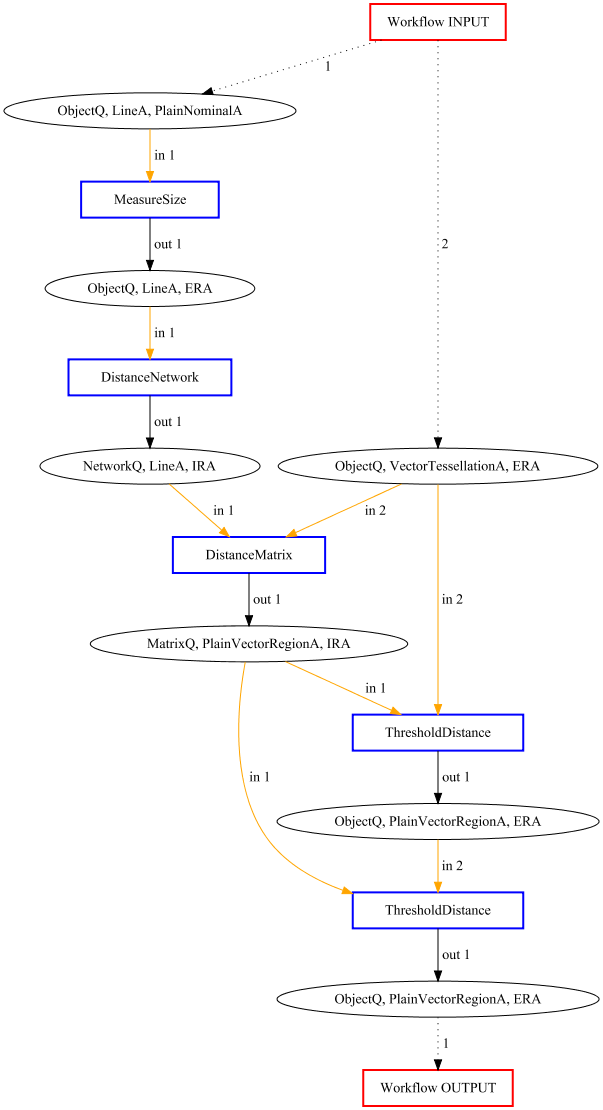 Workflow INPUT
1
ObjectQ, LineA, PlainNominalA
in 1
MeasureSize
out 1
2
ObjectQ, LineA, ERA
in 1
DistanceNetwork
out 1
NetworkQ, LineA, IRA
ObjectQ, VectorTessellationA, ERA
in 1
in 2
DistanceMatrix
out 1
in 2
MatrixQ, PlainVectorRegionA, IRA
in 1
ThresholdDistance
in 1
out 1
ObjectQ, PlainVectorRegionA, ERA
in 2
ThresholdDistance
out 1
ObjectQ, PlainVectorRegionA, ERA
1
Workflow OUTPUT